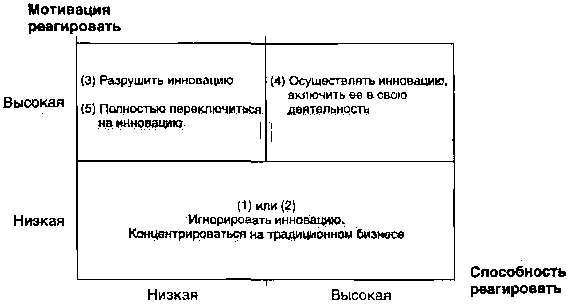 Мотивация
реагировать
Высокая
(3) Разрушить инновацию
(5) Полностью переключиться
на инновацию
(4) Осуществлять инновацию,
включить ее в свою
деятельность
Низкая
(1) или (2)
Игнорировать инновацию.
Концентрироваться на традиционном бизнесе
Низкая
Высокая
Способность
реагировать